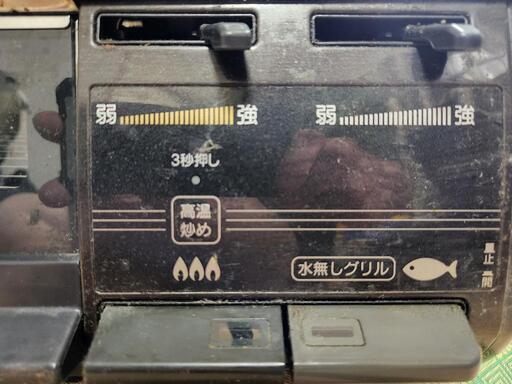 弱 強
弱 強
3秒押し
高温
炒め
水無しグリル